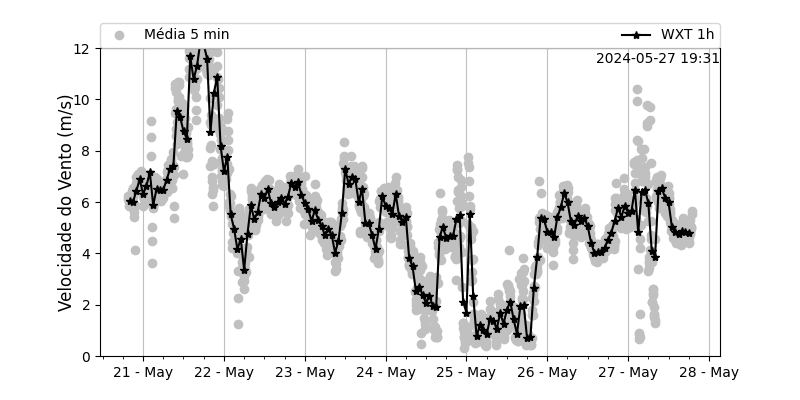 Média 5 min
WXT 1h
2024-05-27 19:31
Velocidade do Vento (m/s)
12
10
8
6
4
2
0
21 - May
22 - May
23 - May
24 - May
25 - May
26 - May
27 - May
28 - May